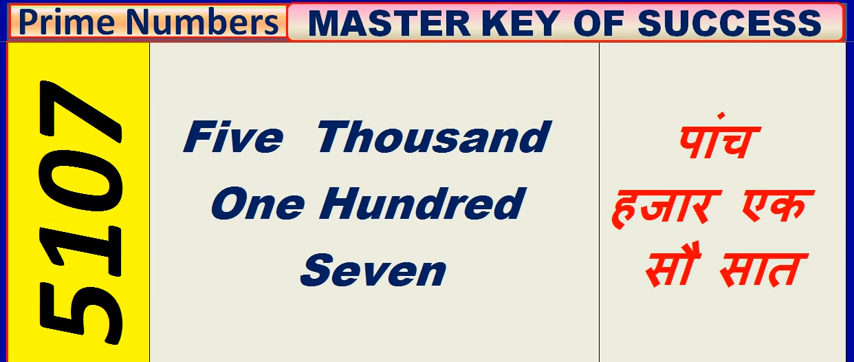 Prime Numbers
MASTER KEY OF SUCCESS
5107
Five Thousand
One Hundred
Seven
पांच
हजार एक
सौ सात